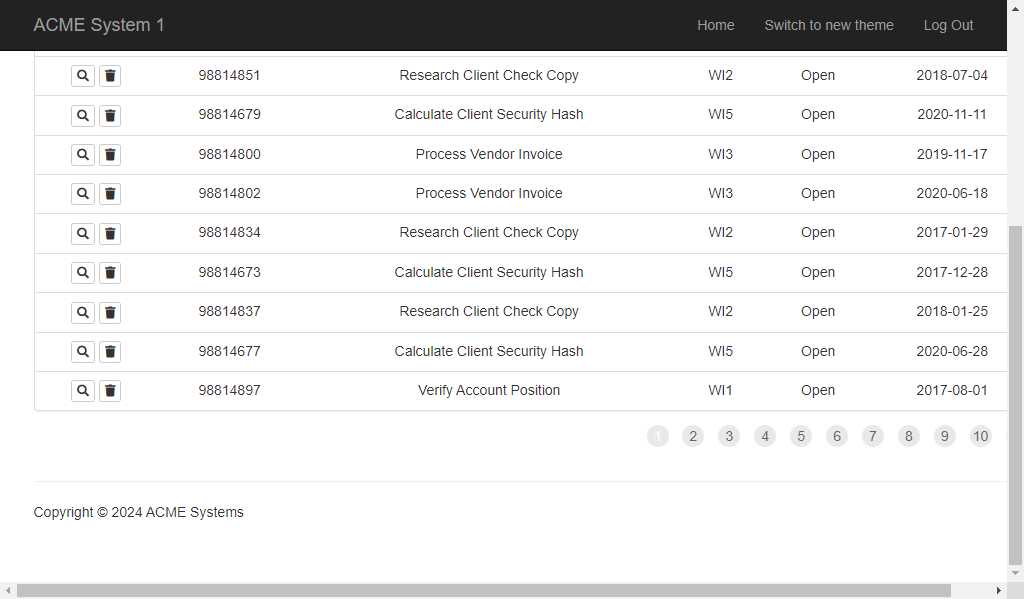 ACME System 1 Home Switch to new theme Log Out
98814851 Research Client Check Copy WI2 Open 2018-07-04
98814679 Calculate Client Security Hash WI5 Open 2020-11-11
98814800 Process Vendor Invoice WI3 Open 2019-11-17
98814802 Process Vendor Invoice WI3 Open 2020-06-18
98814834 Research Client Check Copy WI2 Open 2017-01-29
98814673 Calculate Client Security Hash WI5 Open 2017-12-28
98814837 Research Client Check Copy WI2 Open 2018-01-25
98814677 Calculate Client Security Hash WI5 Open 2020-06-28
98814897 Verify Account Position WI1 Open 2017-08-01
1 2 3 4 5 6 7 8 9 10
Copyright © 2024 ACME Systems